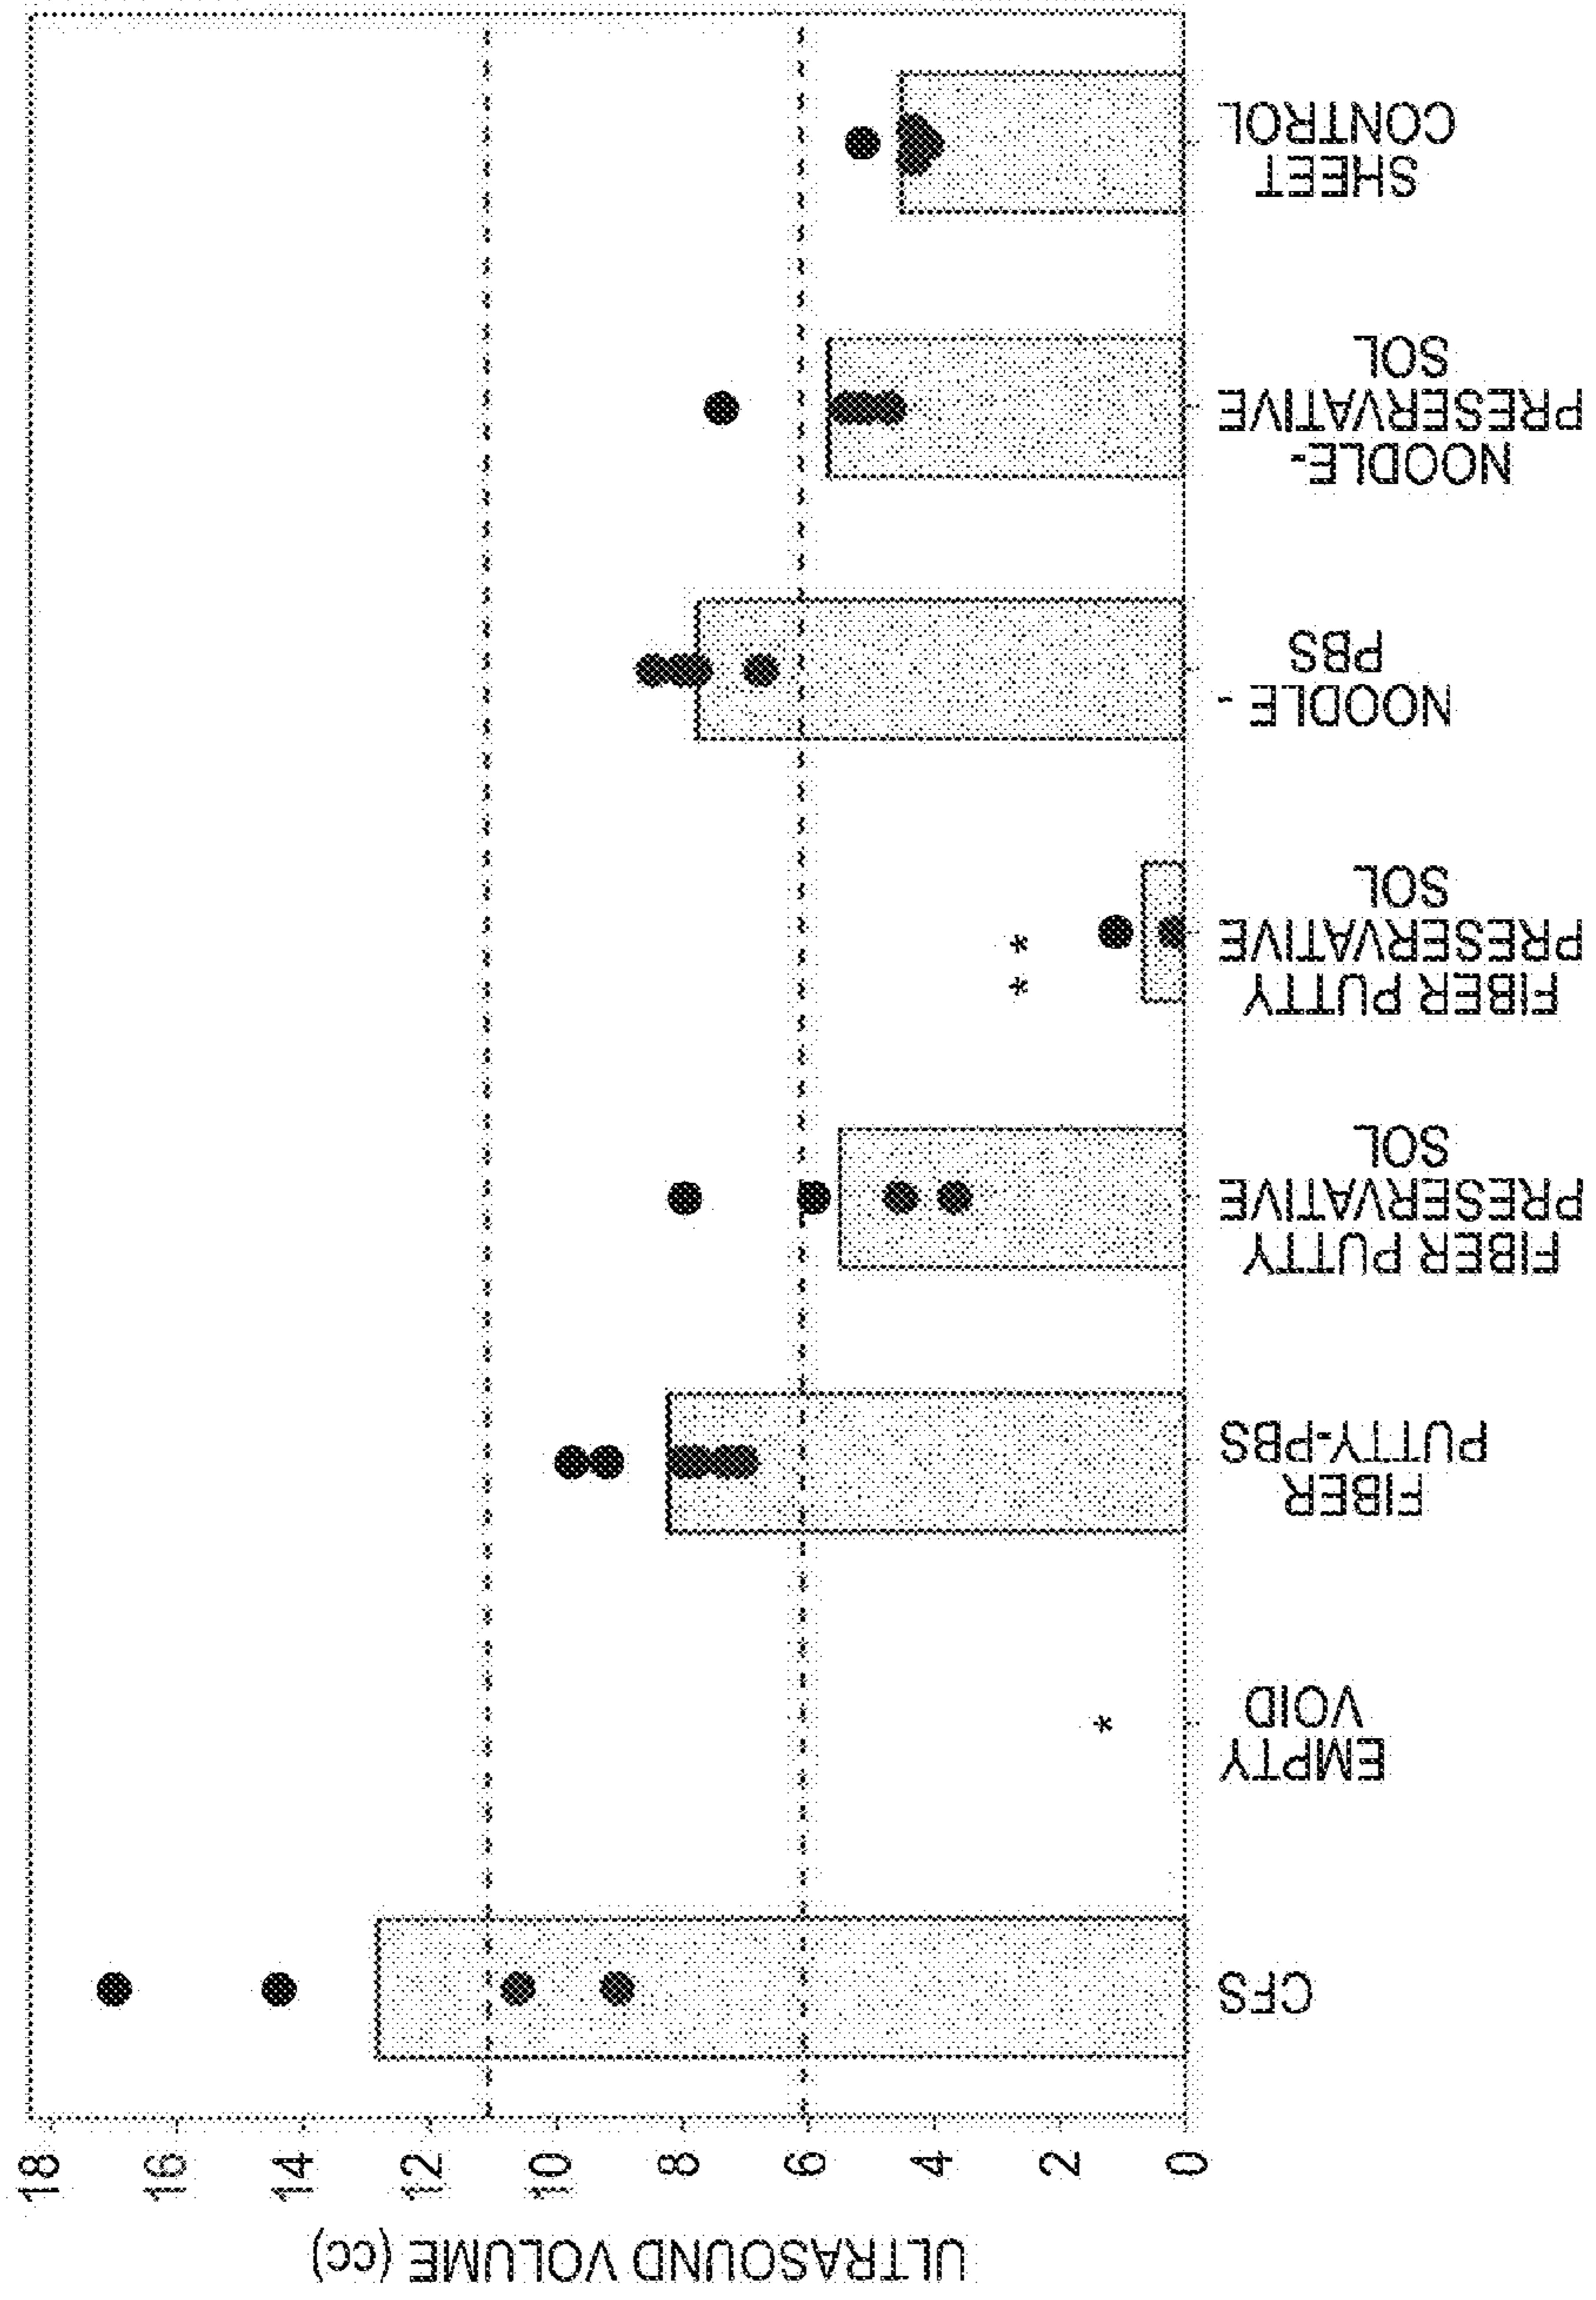 ULTRASOUND VOLUME (cc)
18
16
14
12
10
8
6
4
2
0
*
* *
CFS
EMPTY
VOID
FIBER
PUTTY-PBS
FIBER PUTTY
PRESERVATIVE
SOL
FIBER PUTTY
PRESERVATIVE
SOL
NOODLE -
PBS
NOODLE-
PRESERVATIVE
SOL
SHEET
CONTROL